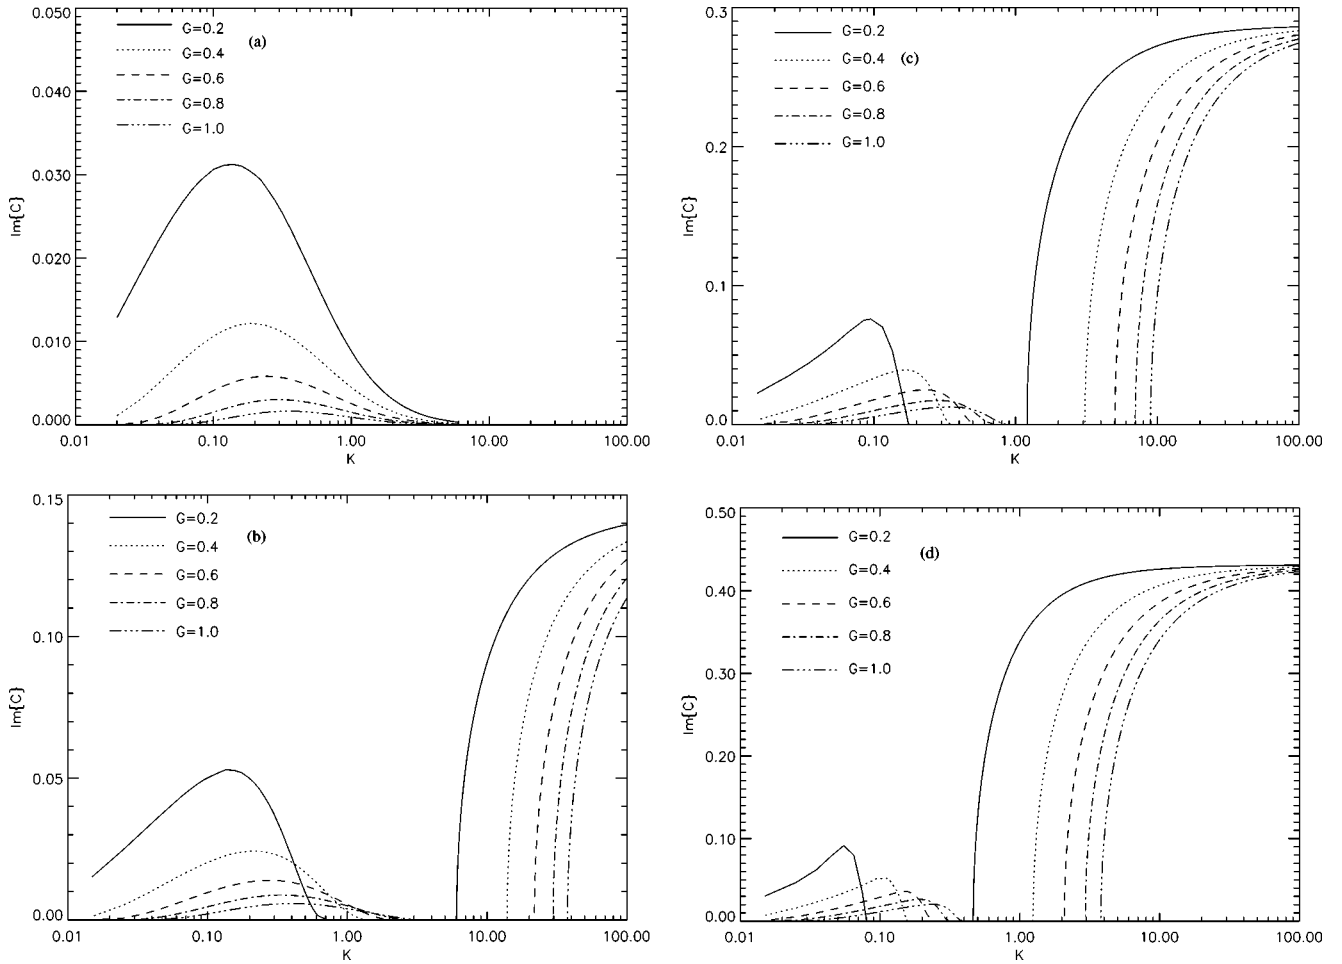 0.050
0.040
0.030
0.020
0.010
0.000
Im{C}
G=0.2
G=0.4
G=0.6
G=0.8
G=1.0
(a)
0.01
0.10
1.00
10.00
100.00
K
0.3
0.2
0.1
0.0
Im{C}
G=0.2
G=0.4
G=0.6
G=0.8
G=1.0
(c)
0.01
0.10
1.00
10.00
100.00
K
0.15
0.10
0.05
0.00
Im{C}
G=0.2
G=0.4
G=0.6
G=0.8
G=1.0
(b)
0.01
0.10
1.00
10.00
100.00
K
0.50
0.40
0.30
0.20
0.10
0.00
Im{C}
G=0.2
G=0.4
G=0.6
G=0.8
G=1.0
(d)
0.01
0.10
1.00
10.00
100.00
K